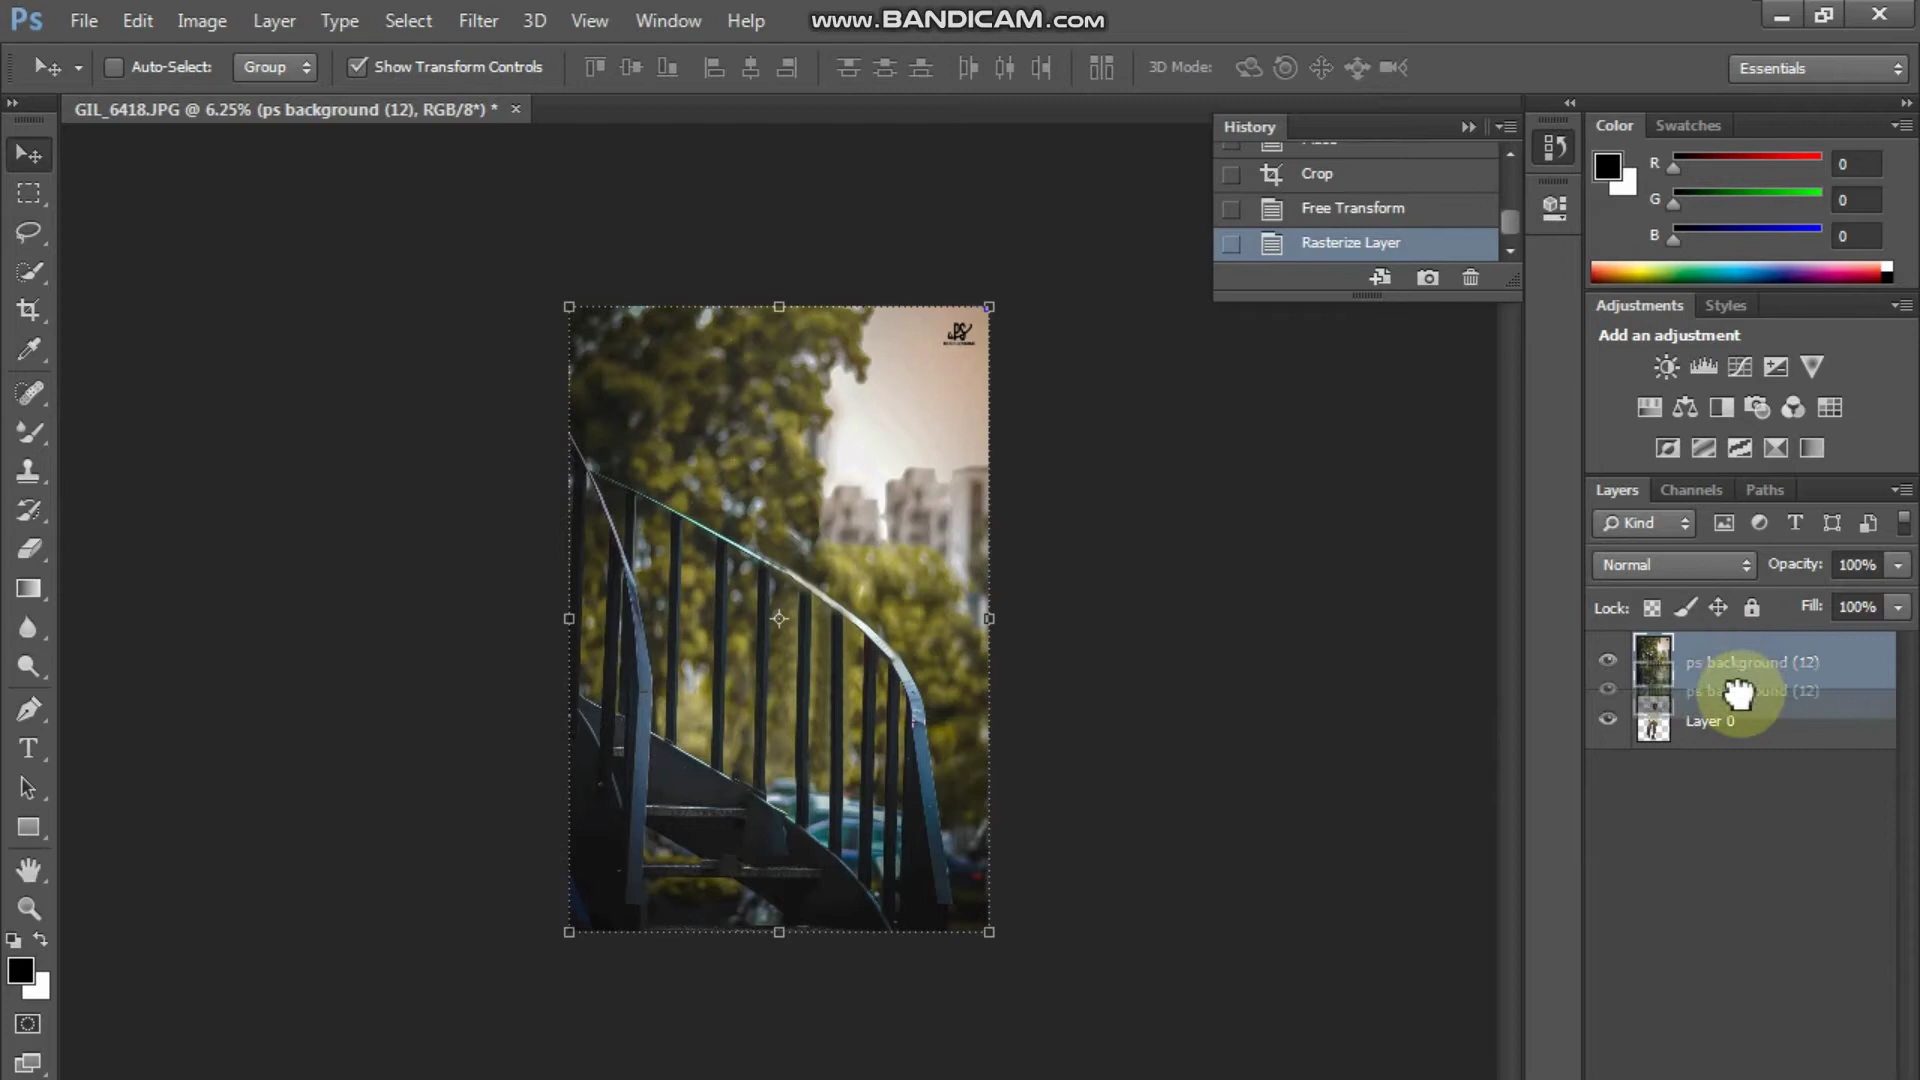 Ps File Edit Image Layer Type Select Filter 3D View Window Help www.BANDICAM.com
Auto-Select: Group Show Transform Controls 3D Mode: Essentials
GIL_6418.JPG @ 6.25% (ps background (12), RGB/8*) * ×
History
Crop
Free Transform
Rasterize Layer
Color Swatches
R 0
G 0
B 0
Adjustments Styles
Add an adjustment
Layers Channels Paths
Kind
Normal Opacity: 100%
Lock: Fill: 100%
ps background (12)
ps background (12)
Layer 0